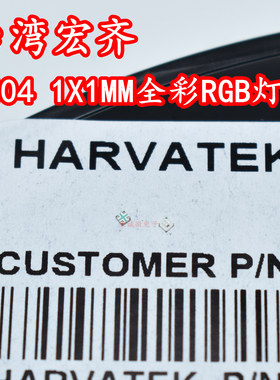 湾宏齐
04 1X1MM全彩RGB灯
HARVATEK
CUSTOMER P/N
HARVATEK P/N